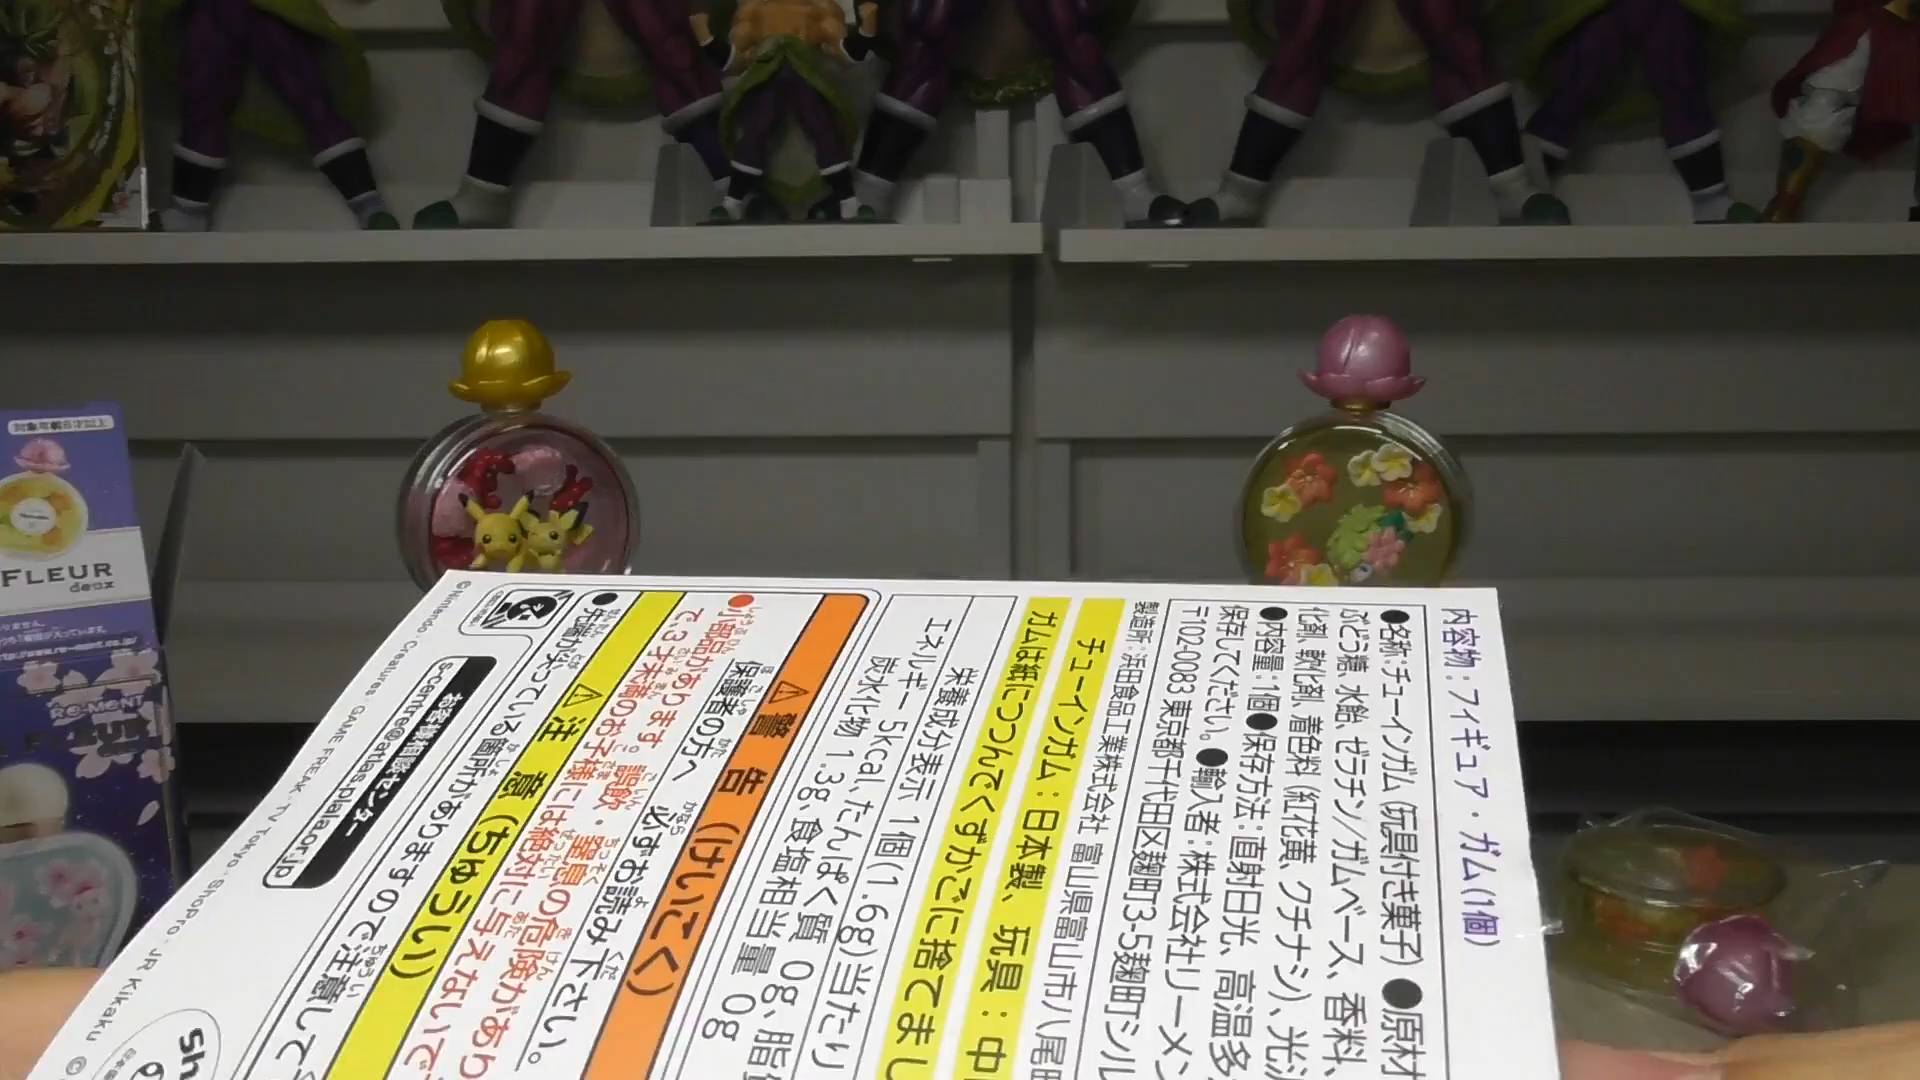 対象年齢6才以上
FLEUR
deux
RE-MENT
内容物：フィギュア・ガム(1個)
●名称：チューインガム (玩具付き菓子) ●原材
ぶどう糖、水飴、ゼラチン/ガムベース、香料、
化剤、軟化剤、着色料 (紅花黄、クチナシ)、光沢
●内容量：1個●保存方法：直射日光、高温多
保存してください。●輸入者：株式会社リーメン
〒102-0083 東京都千代田区麹町3-5麹町シル
製造所：浜田食品工業株式会社 富山県富山市八尾
チューインガム：日本製、玩具：中
ガムは紙につつんでくずかごに捨てまし
栄養成分表示 1個(1.6g)当たり
エネルギー 5kcal、たんぱく質 0g、脂
炭水化物 1.3g、食塩相当量 0g
⚠警告(けいこく)
保護者の方へ 必ずお読み下さい。
●小部品があります。誤飲・窒息の危険があり
で、3才未満のお子様には絶対に与えないで
⚠注意(ちゅうい)
●先端が尖っている箇所がありますので注意して
お客様相談センター
s-centre@atlas.plala.or.jp
©Nintendo・Creatures・GAME FREAK・TV Tokyo・ShoPro・JR Kikaku ©